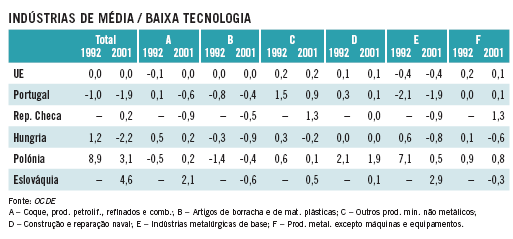 INDÚSTRIAS DE MÉDIA / BAIXA TECNOLOGIA
Total A B C D E F
1992 2001 1992 2001 1992 2001 1992 2001 1992 2001 1992 2001 1992 2001
UE 0,0 0,0 -0,1 0,0 0,0 0,0 0,2 0,2 0,1 0,1 -0,4 -0,4 0,2 0,1
Portugal -1,0 -1,9 0,1 -0,6 -0,8 -0,4 1,5 0,9 0,3 0,1 -2,1 -1,9 0,0 0,1
Rep. Checa – 0,2 – -0,9 – -0,5 – 1,3 – 0,0 – -0,9 – 1,3
Hungria 1,2 -2,2 0,5 0,2 -0,3 -0,9 0,3 -0,2 0,0 0,0 0,6 -0,8 0,1 -0,6
Polónia 8,9 3,1 -0,5 0,2 -1,4 -0,4 0,6 0,1 2,1 1,9 7,1 0,5 0,9 0,8
Eslováquia – 4,6 – 2,1 – -0,6 – 0,5 – 0,1 – 2,9 – -0,3
Fonte: OCDE
A – Coque, prod. petrolíf., refinados e comb.; B – Artigos de borracha e de mat. plásticas; C – Outros prod. min. não metálicos;
D – Construção e reparação naval; E – Indústrias metalúrgicas de base; F – Prod. metal. excepto máquinas e equipamentos.